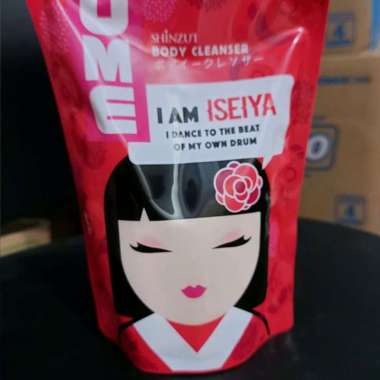 UME
SHINZU'I
BODY CLEANSER
ボディークレンザー
I AM ISEIYA
I DANCE TO THE BEAT
OF MY OWN DRUM